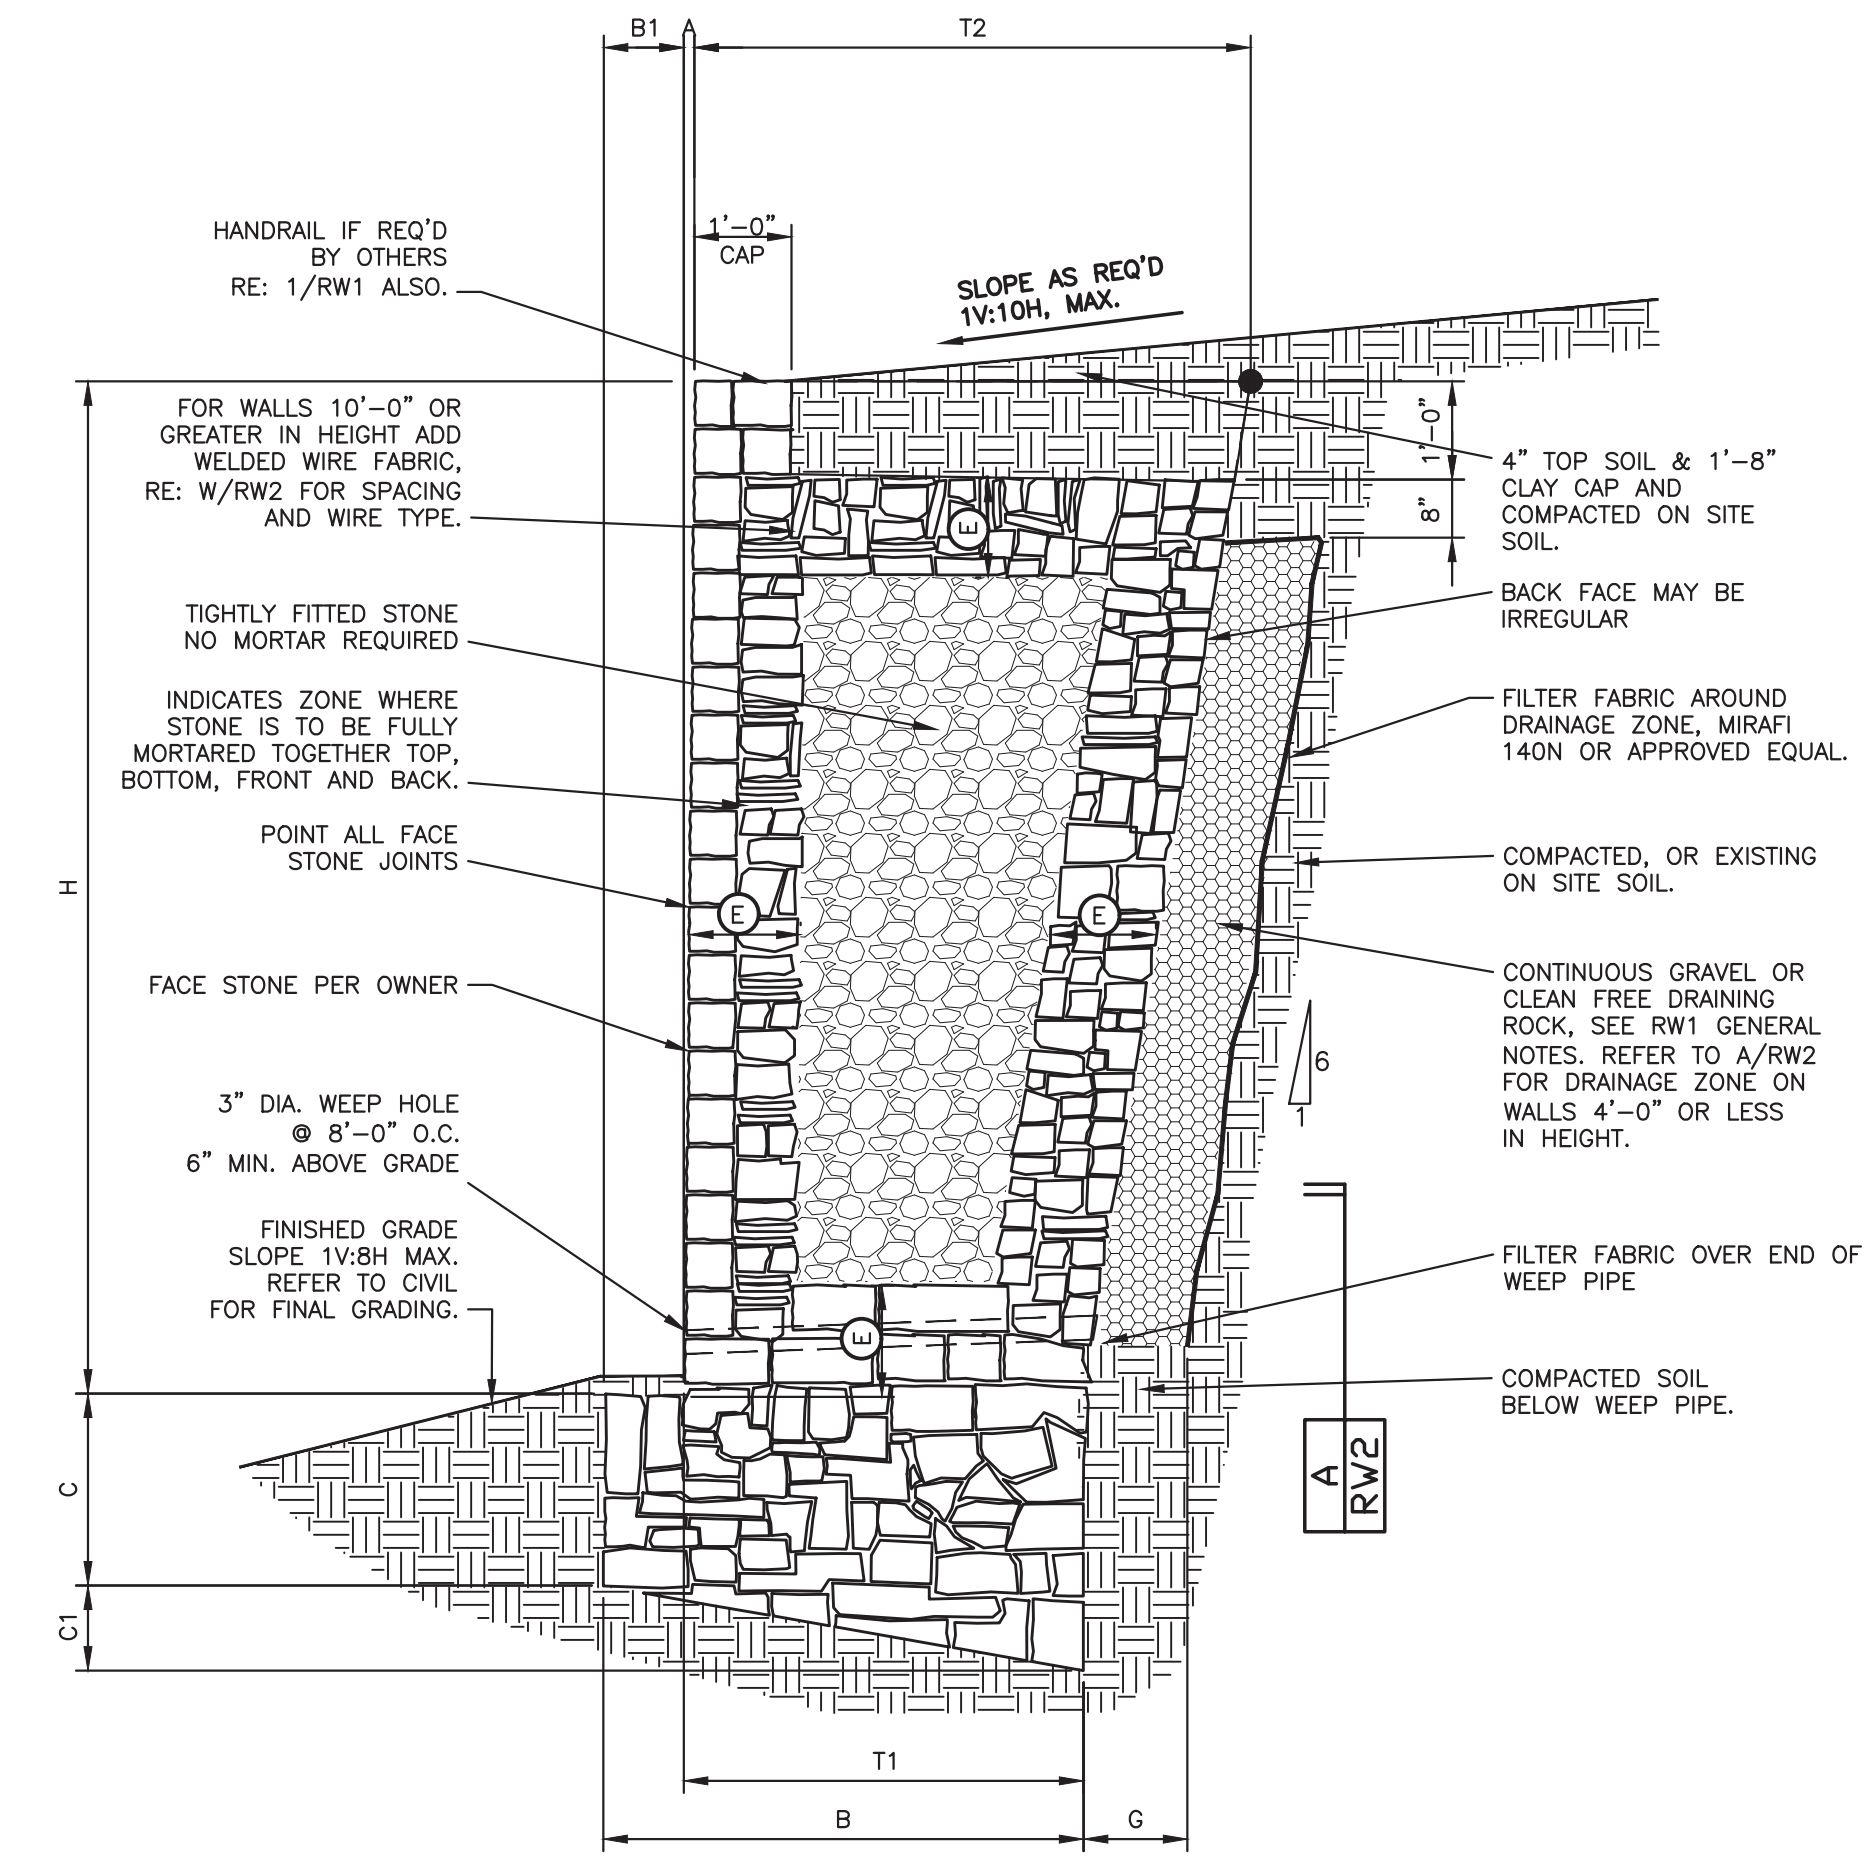 B1
A
T2
1'-0"
CAP
SLOPE AS REQ'D
1V:10H, MAX.
HANDRAIL IF REQ'D
BY OTHERS
RE: 1/RW1 ALSO.
FOR WALLS 10'-0" OR
GREATER IN HEIGHT ADD
WELDED WIRE FABRIC,
RE: W/RW2 FOR SPACING
AND WIRE TYPE.
TIGHTLY FITTED STONE
NO MORTAR REQUIRED
INDICATES ZONE WHERE
STONE IS TO BE FULLY
MORTARED TOGETHER TOP,
BOTTOM, FRONT AND BACK.
POINT ALL FACE
STONE JOINTS
FACE STONE PER OWNER
3" DIA. WEEP HOLE
@ 8'-0" O.C.
6" MIN. ABOVE GRADE
FINISHED GRADE
SLOPE 1V:8H MAX.
REFER TO CIVIL
FOR FINAL GRADING.
H
C
C1
E
E
E
E
1'-0"
8"
4" TOP SOIL & 1'-8"
CLAY CAP AND
COMPACTED ON SITE
SOIL.
BACK FACE MAY BE
IRREGULAR
FILTER FABRIC AROUND
DRAINAGE ZONE, MIRAFI
140N OR APPROVED EQUAL.
COMPACTED, OR EXISTING
ON SITE SOIL.
CONTINUOUS GRAVEL OR
CLEAN FREE DRAINING
ROCK, SEE RW1 GENERAL
NOTES. REFER TO A/RW2
FOR DRAINAGE ZONE ON
WALLS 4'-0" OR LESS
IN HEIGHT.
6
1
FILTER FABRIC OVER END OF
WEEP PIPE
COMPACTED SOIL
BELOW WEEP PIPE.
A
RW2
T1
B
G